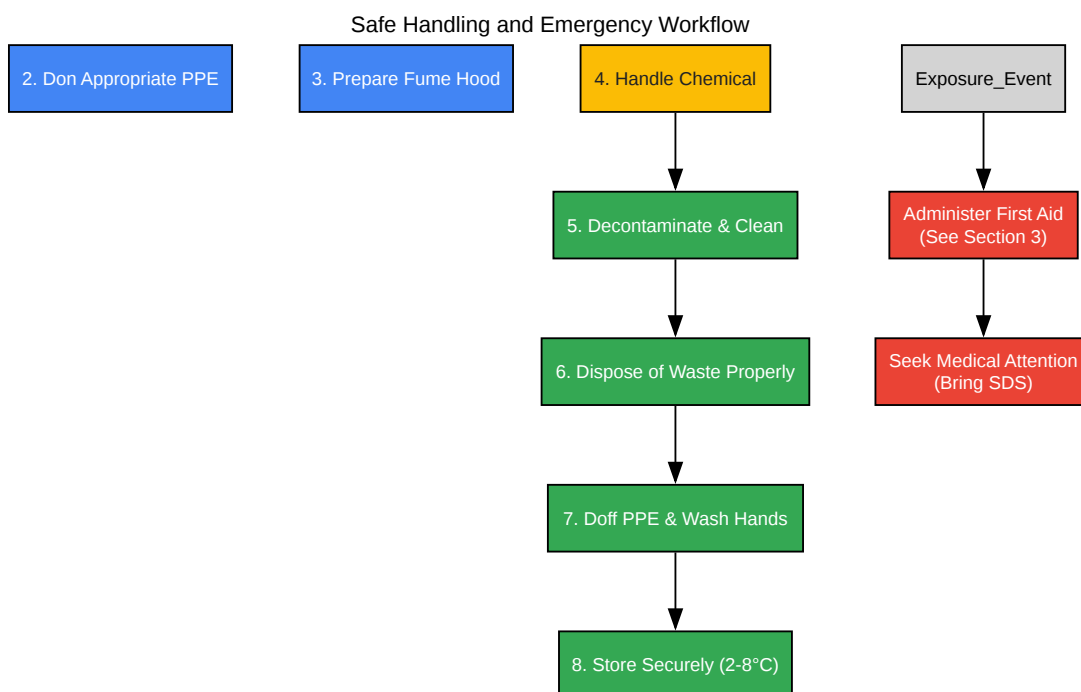 Safe Handling and Emergency Workflow
2. Don Appropriate PPE
3. Prepare Fume Hood
4. Handle Chemical
Exposure_Event
5. Decontaminate & Clean
Administer First Aid
(See Section 3)
6. Dispose of Waste Properly
Seek Medical Attention
(Bring SDS)
7. Doff PPE & Wash Hands
8. Store Securely (2-8°C)